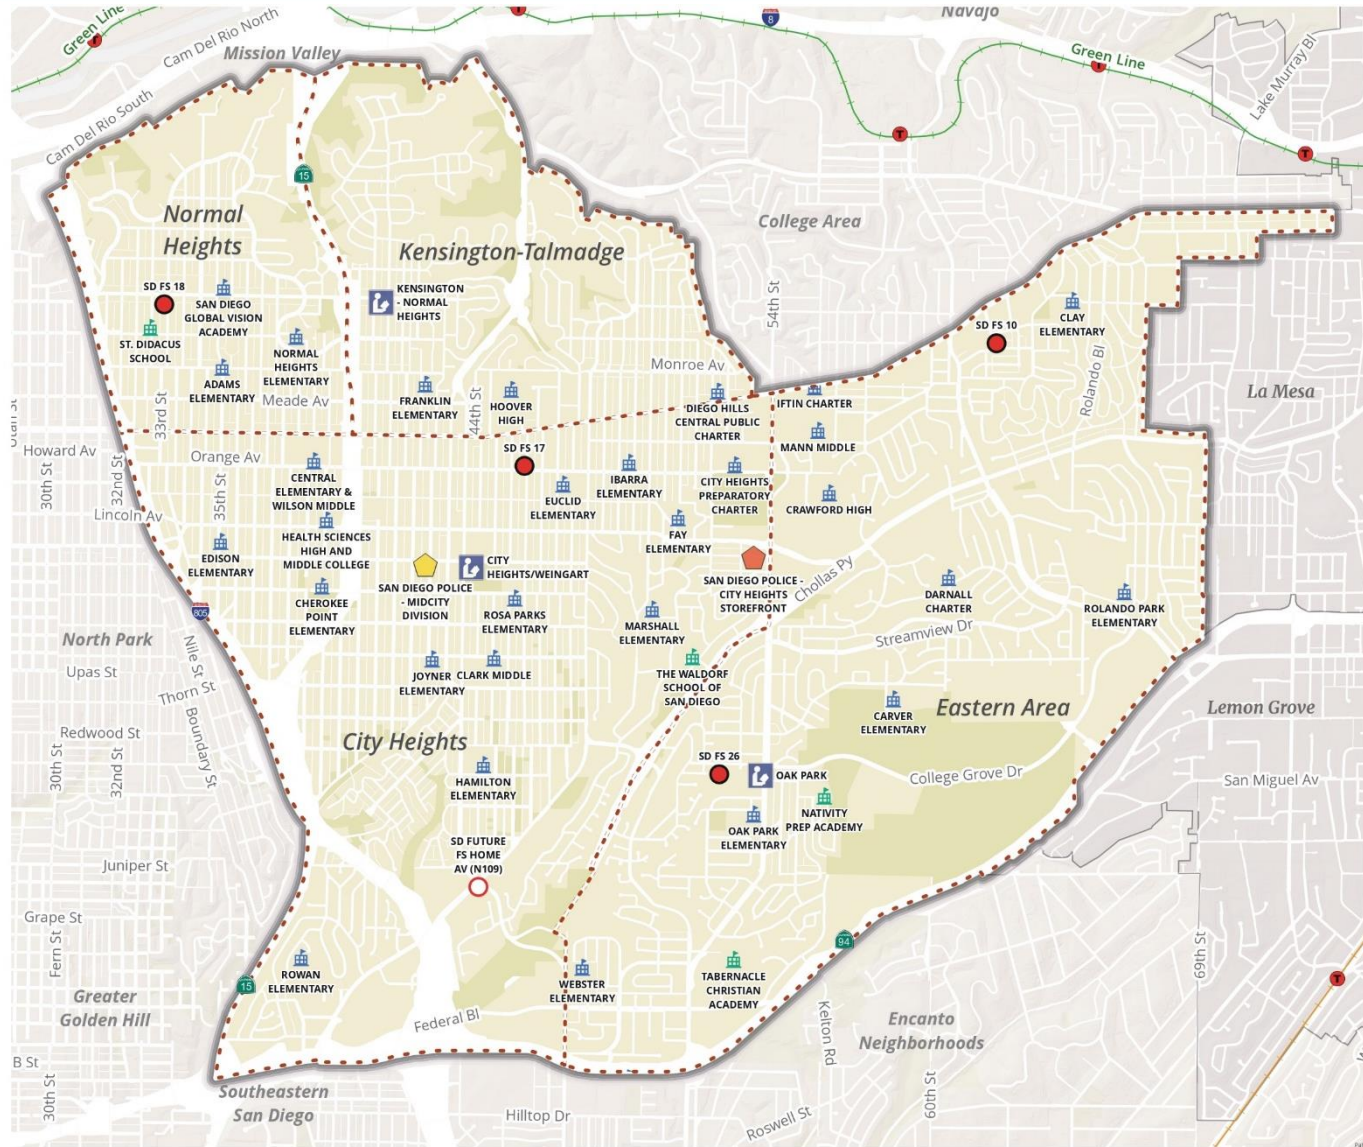 Navajo
8
Green Line
Cam Del Rio North
Mission Valley
Green Line
Lake Murray Bl
Cam Del Rio South
15
Normal
Heights
College Area
Kensington-Talmadge
SD FS 18
SAN DIEGO
GLOBAL VISION
ACADEMY
KENSINGTON
- NORMAL
HEIGHTS
54th St
CLAY
ELEMENTARY
SD FS 10
ST. DIDACUS
SCHOOL
NORMAL
HEIGHTS
ELEMENTARY
Monroe Av
Rolando Bl
La Mesa
ADAMS
ELEMENTARY
Meade Av
FRANKLIN
ELEMENTARY
44th St
HOOVER
HIGH
DIEGO HILLS
CENTRAL PUBLIC
CHARTER
IFTIN CHARTER
33rd St
MANN MIDDLE
Howard Av
30th St
32nd St
Orange Av
35th St
SD FS 17
CENTRAL
ELEMENTARY &
WILSON MIDDLE
EUCLID
ELEMENTARY
IBARRA
ELEMENTARY
CITY HEIGHTS
PREPARATORY
CHARTER
CRAWFORD HIGH
Lincoln Av
HEALTH SCIENCES
HIGH AND
MIDDLE COLLEGE
FAY
ELEMENTARY
EDISON
ELEMENTARY
SAN DIEGO POLICE
- MIDCITY
DIVISION
CITY
HEIGHTS/WEINGART
SAN DIEGO POLICE -
CITY HEIGHTS
STOREFRONT
Chollas Py
DARNALL
CHARTER
ROLANDO PARK
ELEMENTARY
CHEROKEE
POINT
ELEMENTARY
ROSA PARKS
ELEMENTARY
MARSHALL
ELEMENTARY
805
North Park
Nile St
Streamview Dr
Upas St
Thorn St
JOYNER
ELEMENTARY
CLARK MIDDLE
THE WALDORF
SCHOOL OF
SAN DIEGO
Boundary St
CARVER
ELEMENTARY
Eastern Area
Lemon Grove
Redwood St
30th St
32nd St
City Heights
SD FS 26
OAK PARK
College Grove Dr
San Miguel Av
HAMILTON
ELEMENTARY
OAK PARK
ELEMENTARY
NATIVITY
PREP ACADEMY
SD FUTURE
FS HOME
AV (N109)
Juniper St
Grape St
Fern St
94
69th St
ROWAN
ELEMENTARY
15
WEBSTER
ELEMENTARY
TABERNACLE
CHRISTIAN
ACADEMY
Greater
Golden Hill
Federal Bl
Kelton Rd
Encanto
Neighborhoods
B St
30th St
Southeastern
San Diego
60th St
Hilltop Dr
Roswell St